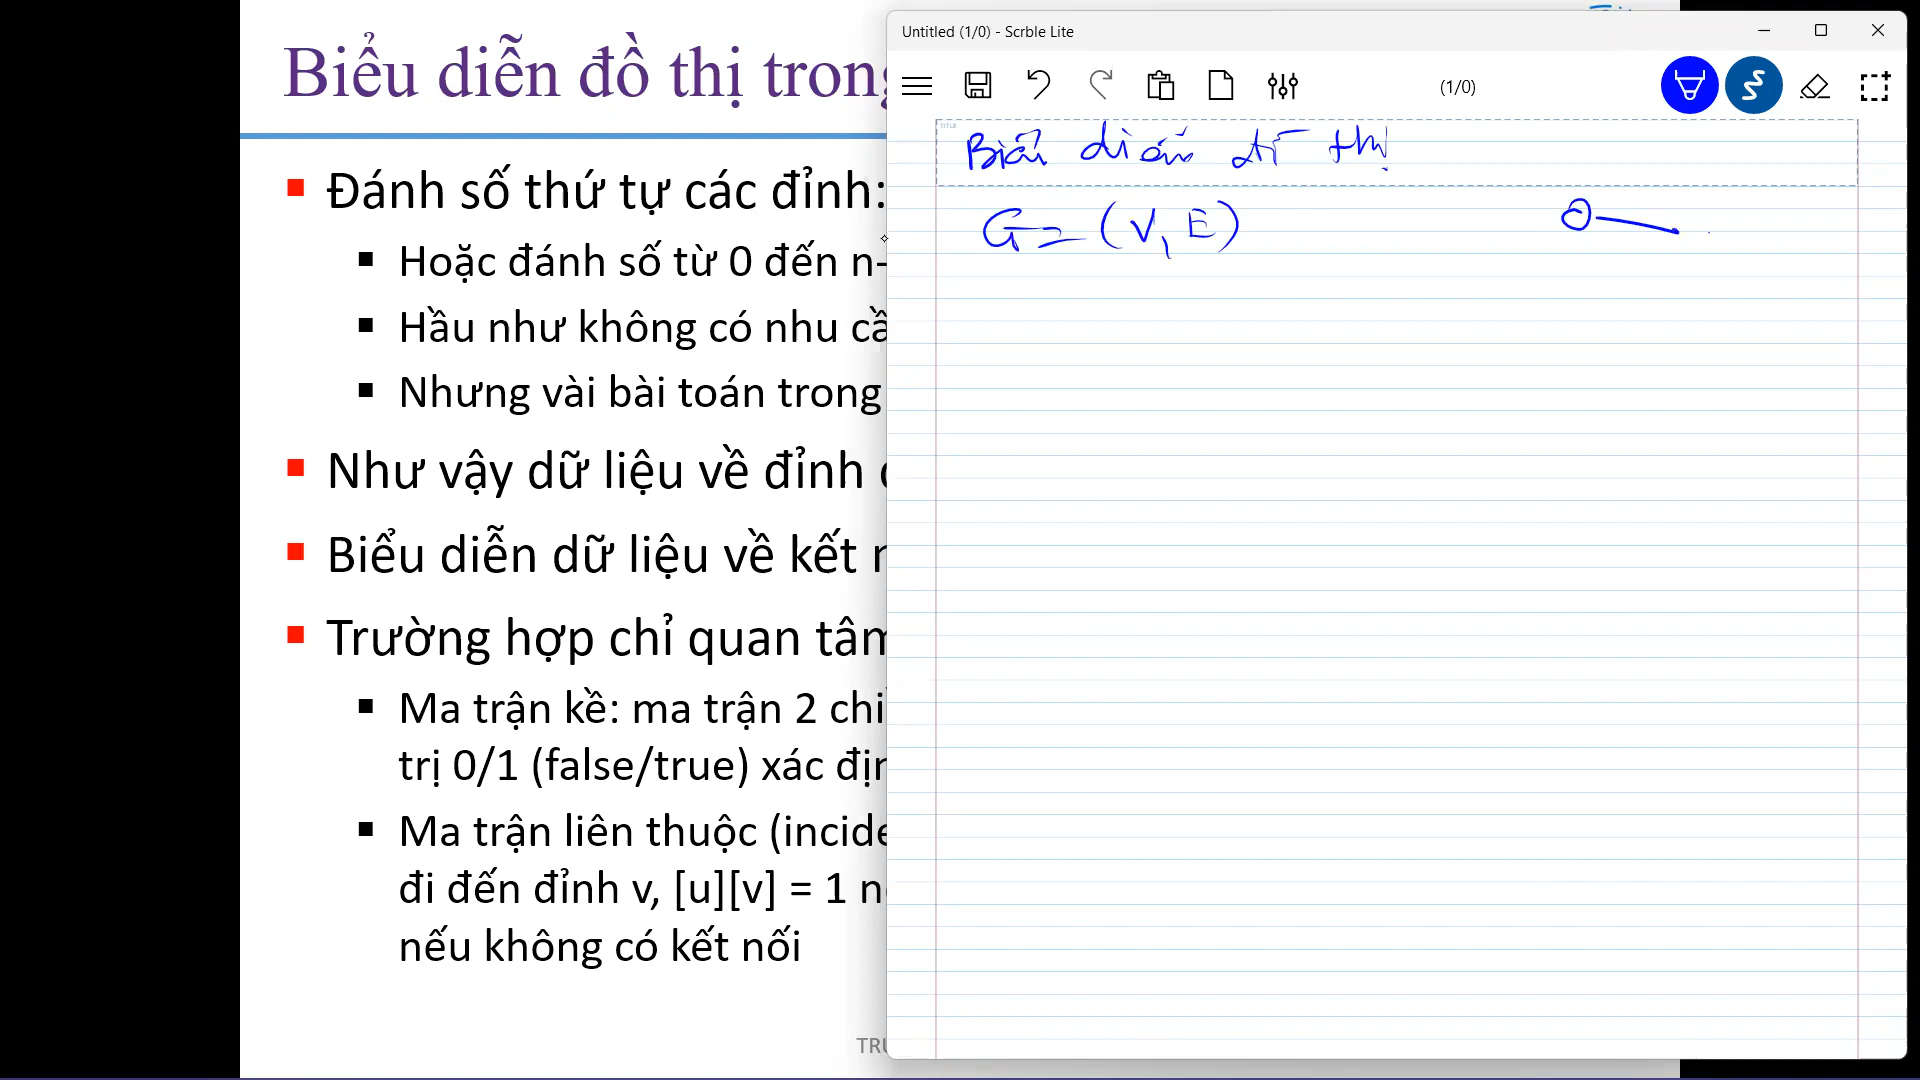 Biểu diễn đồ thị trong
Đánh số thứ tự các đỉnh:
Hoặc đánh số từ 0 đến n-
Hầu như không có nhu cầ
Nhưng vài bài toán trong
Như vậy dữ liệu về đỉnh
Biểu diễn dữ liệu về kết
Trường hợp chỉ quan tâm
Ma trận kề: ma trận 2 chi
trị 0/1 (false/true) xác địn
Ma trận liên thuộc (incide
đi đến đỉnh v, [u][v] = 1
nếu không có kết nối
TRU
Untitled (1/0) - Scrble Lite
(1/0)
TITLE
Biểu diễn đồ thị
G = (V, E)